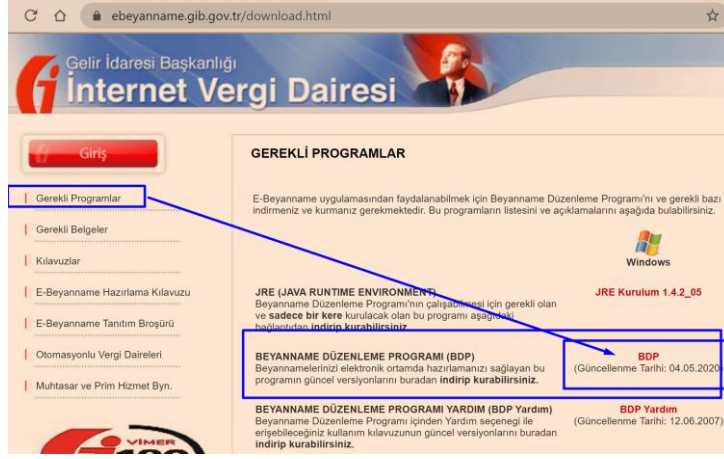 ebeyanname.gib.gov.tr/download.html
Gelir İdaresi Başkanlığı
İnternet Vergi Dairesi
Giriş
Gerekli Programlar
Gerekli Belgeler
Kılavuzlar
E-Beyanname Hazırlama Kılavuzu
E-Beyanname Tanıtım Broşürü
Otomasyonlu Vergi Daireleri
Muhtasar ve Prim Hizmet Byn.
VİMER
GEREKLİ PROGRAMLAR
E-Beyanname uygulamasından faydalanabilmek için Beyanname Düzenleme Programı'nı ve gerekli bazı
indirmeniz ve kurmanız gerekmektedir. Bu programların listesini ve açıklamalarını aşağıda bulabilirsiniz.
Windows
JRE (JAVA RUNTIME ENVIRONMENT)
Beyanname Düzenleme Programı'nın çalışabilmesi için gerekli olan
ve sadece bir kere kurulacak olan bu programı aşağıdaki
bağlantıdan indirip kurabilirsiniz
JRE Kurulum 1.4.2_05
BEYANNAME DÜZENLEME PROGRAMI (BDP)
Beyannamelerinizi elektronik ortamda hazırlamanızı sağlayan bu
programın güncel versiyonlarını buradan indirip kurabilirsiniz.
BDP
(Güncellenme Tarihi: 04.05.2020)
BEYANNAME DÜZENLEME PROGRAMI YARDIM (BDP Yardım)
Beyanname Düzenleme Programı içinden Yardım seçenegi ile
erişebileceğiniz kullanım kılavuzunun güncel versiyonlarını buradan
indirip kurabilirsiniz.
BDP Yardım
(Güncellenme Tarihi: 12.06.2007)